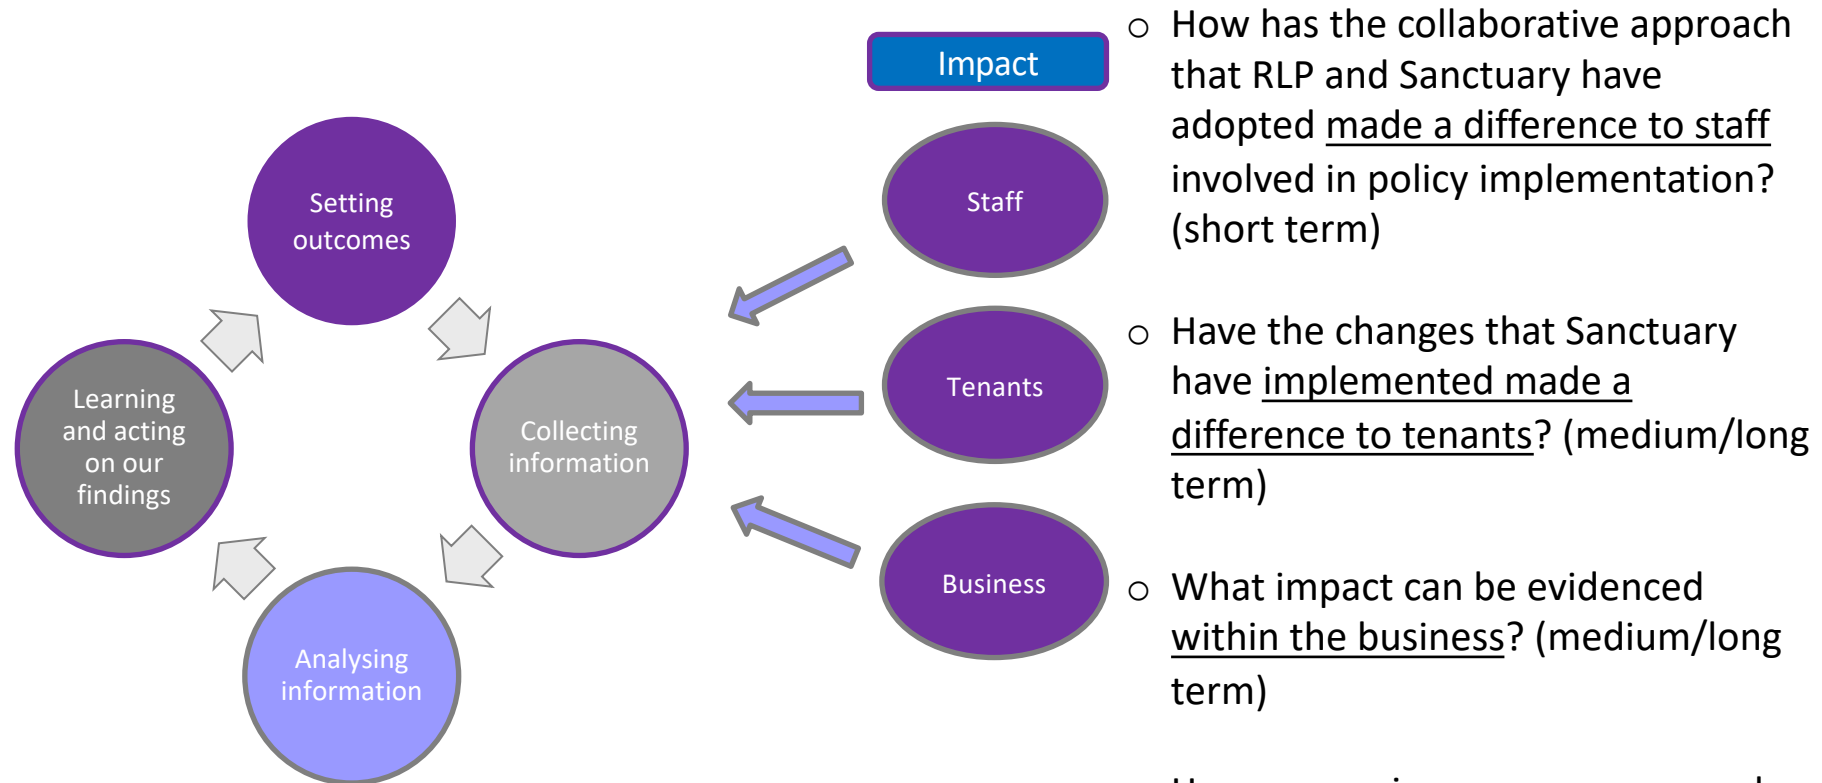 Setting
outcomes
Collecting
information
Analysing
information
Learning
and acting
on our
findings
Impact
Staff
Tenants
Business
○ How has the collaborative approach
that RLP and Sanctuary have
adopted made a difference to staff
involved in policy implementation?
(short term)
○ Have the changes that Sanctuary
have implemented made a
difference to tenants? (medium/long
term)
○ What impact can be evidenced
within the business? (medium/long
term)